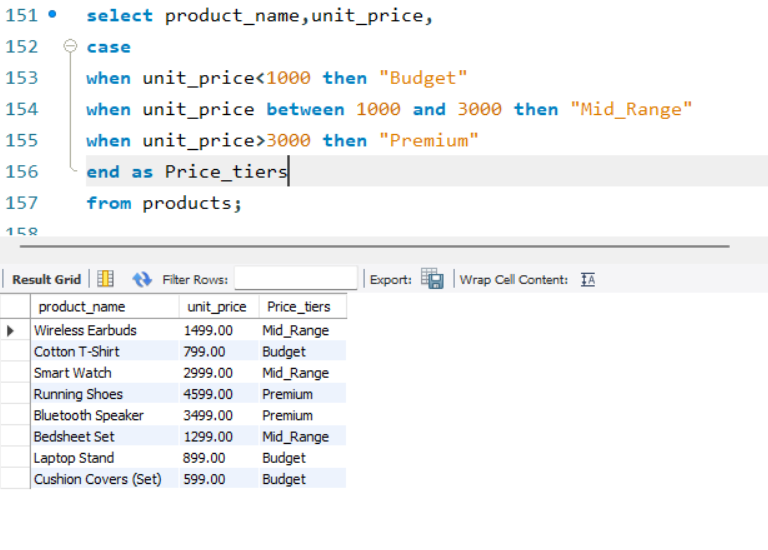 151 select product_name,unit_price,
152 case
153 when unit_price<1000 then "Budget"
154 when unit_price between 1000 and 3000 then "Mid_Range"
155 when unit_price>3000 then "Premium"
156 end as Price_tiers
157 from products;
158
Result Grid Filter Rows: Export: Wrap Cell Content: IA
product_name unit_price Price_tiers
Wireless Earbuds 1499.00 Mid_Range
Cotton T-Shirt 799.00 Budget
Smart Watch 2999.00 Mid_Range
Running Shoes 4599.00 Premium
Bluetooth Speaker 3499.00 Premium
Bedsheet Set 1299.00 Mid_Range
Laptop Stand 899.00 Budget
Cushion Covers (Set) 599.00 Budget